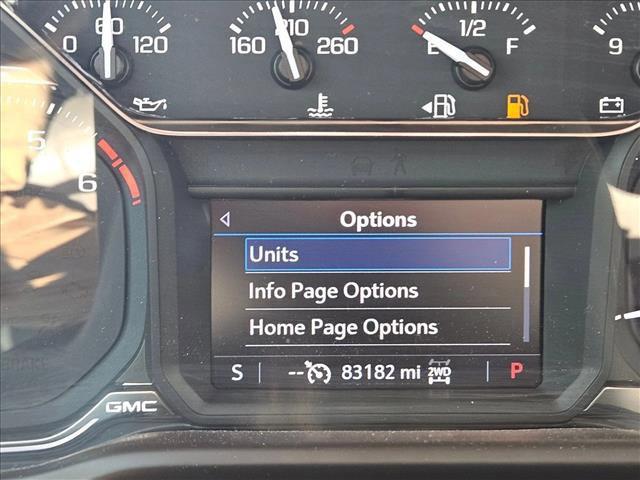 60 210 1/2
0 120 160 260 E F 9
5
6
Options
Units
Info Page Options
Home Page Options
S -- 83182 mi 2WD P
GMC